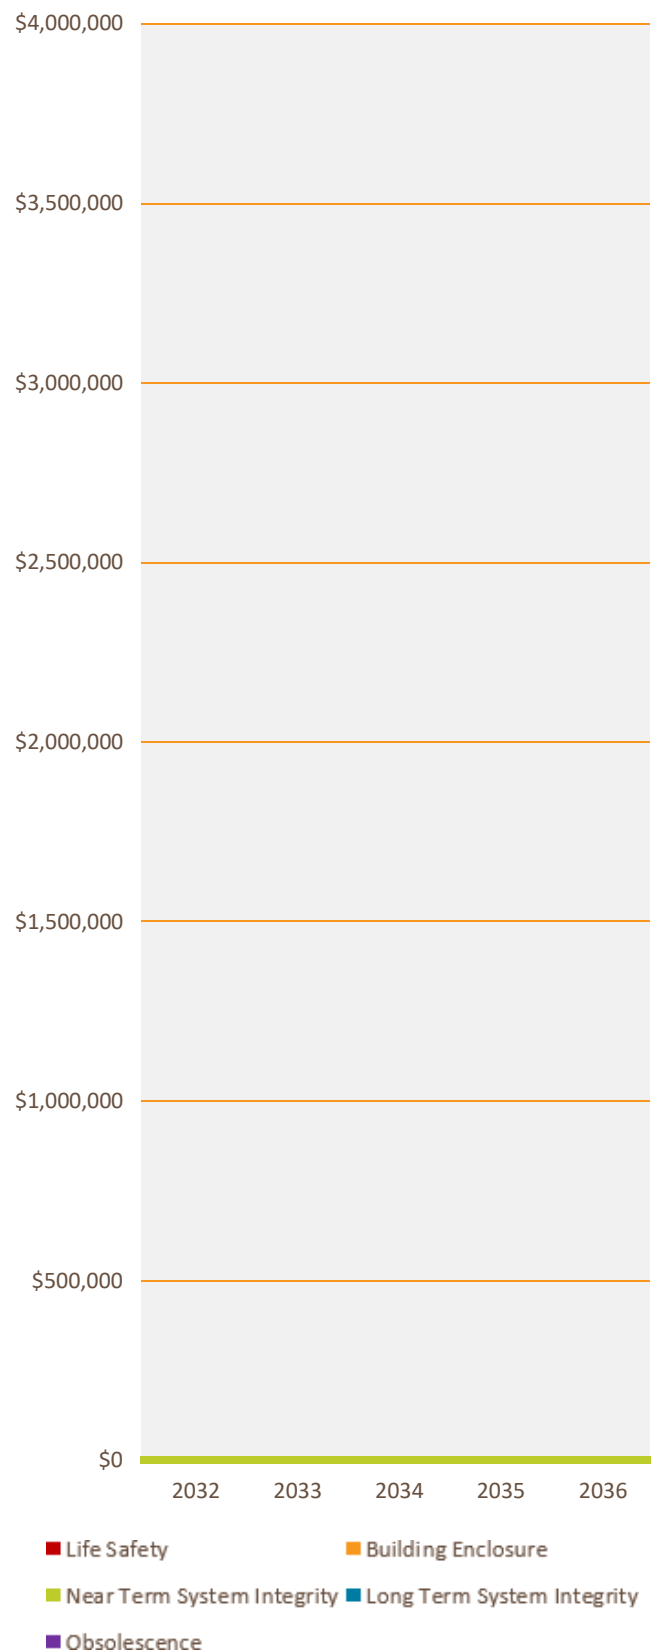 $4,000,000
$3,500,000
$3,000,000
$2,500,000
$2,000,000
$1,500,000
$1,000,000
$500,000
$0
2032 2033 2034 2035 2036
Life Safety Building Enclosure
Near Term System Integrity Long Term System Integrity
Obsolescence